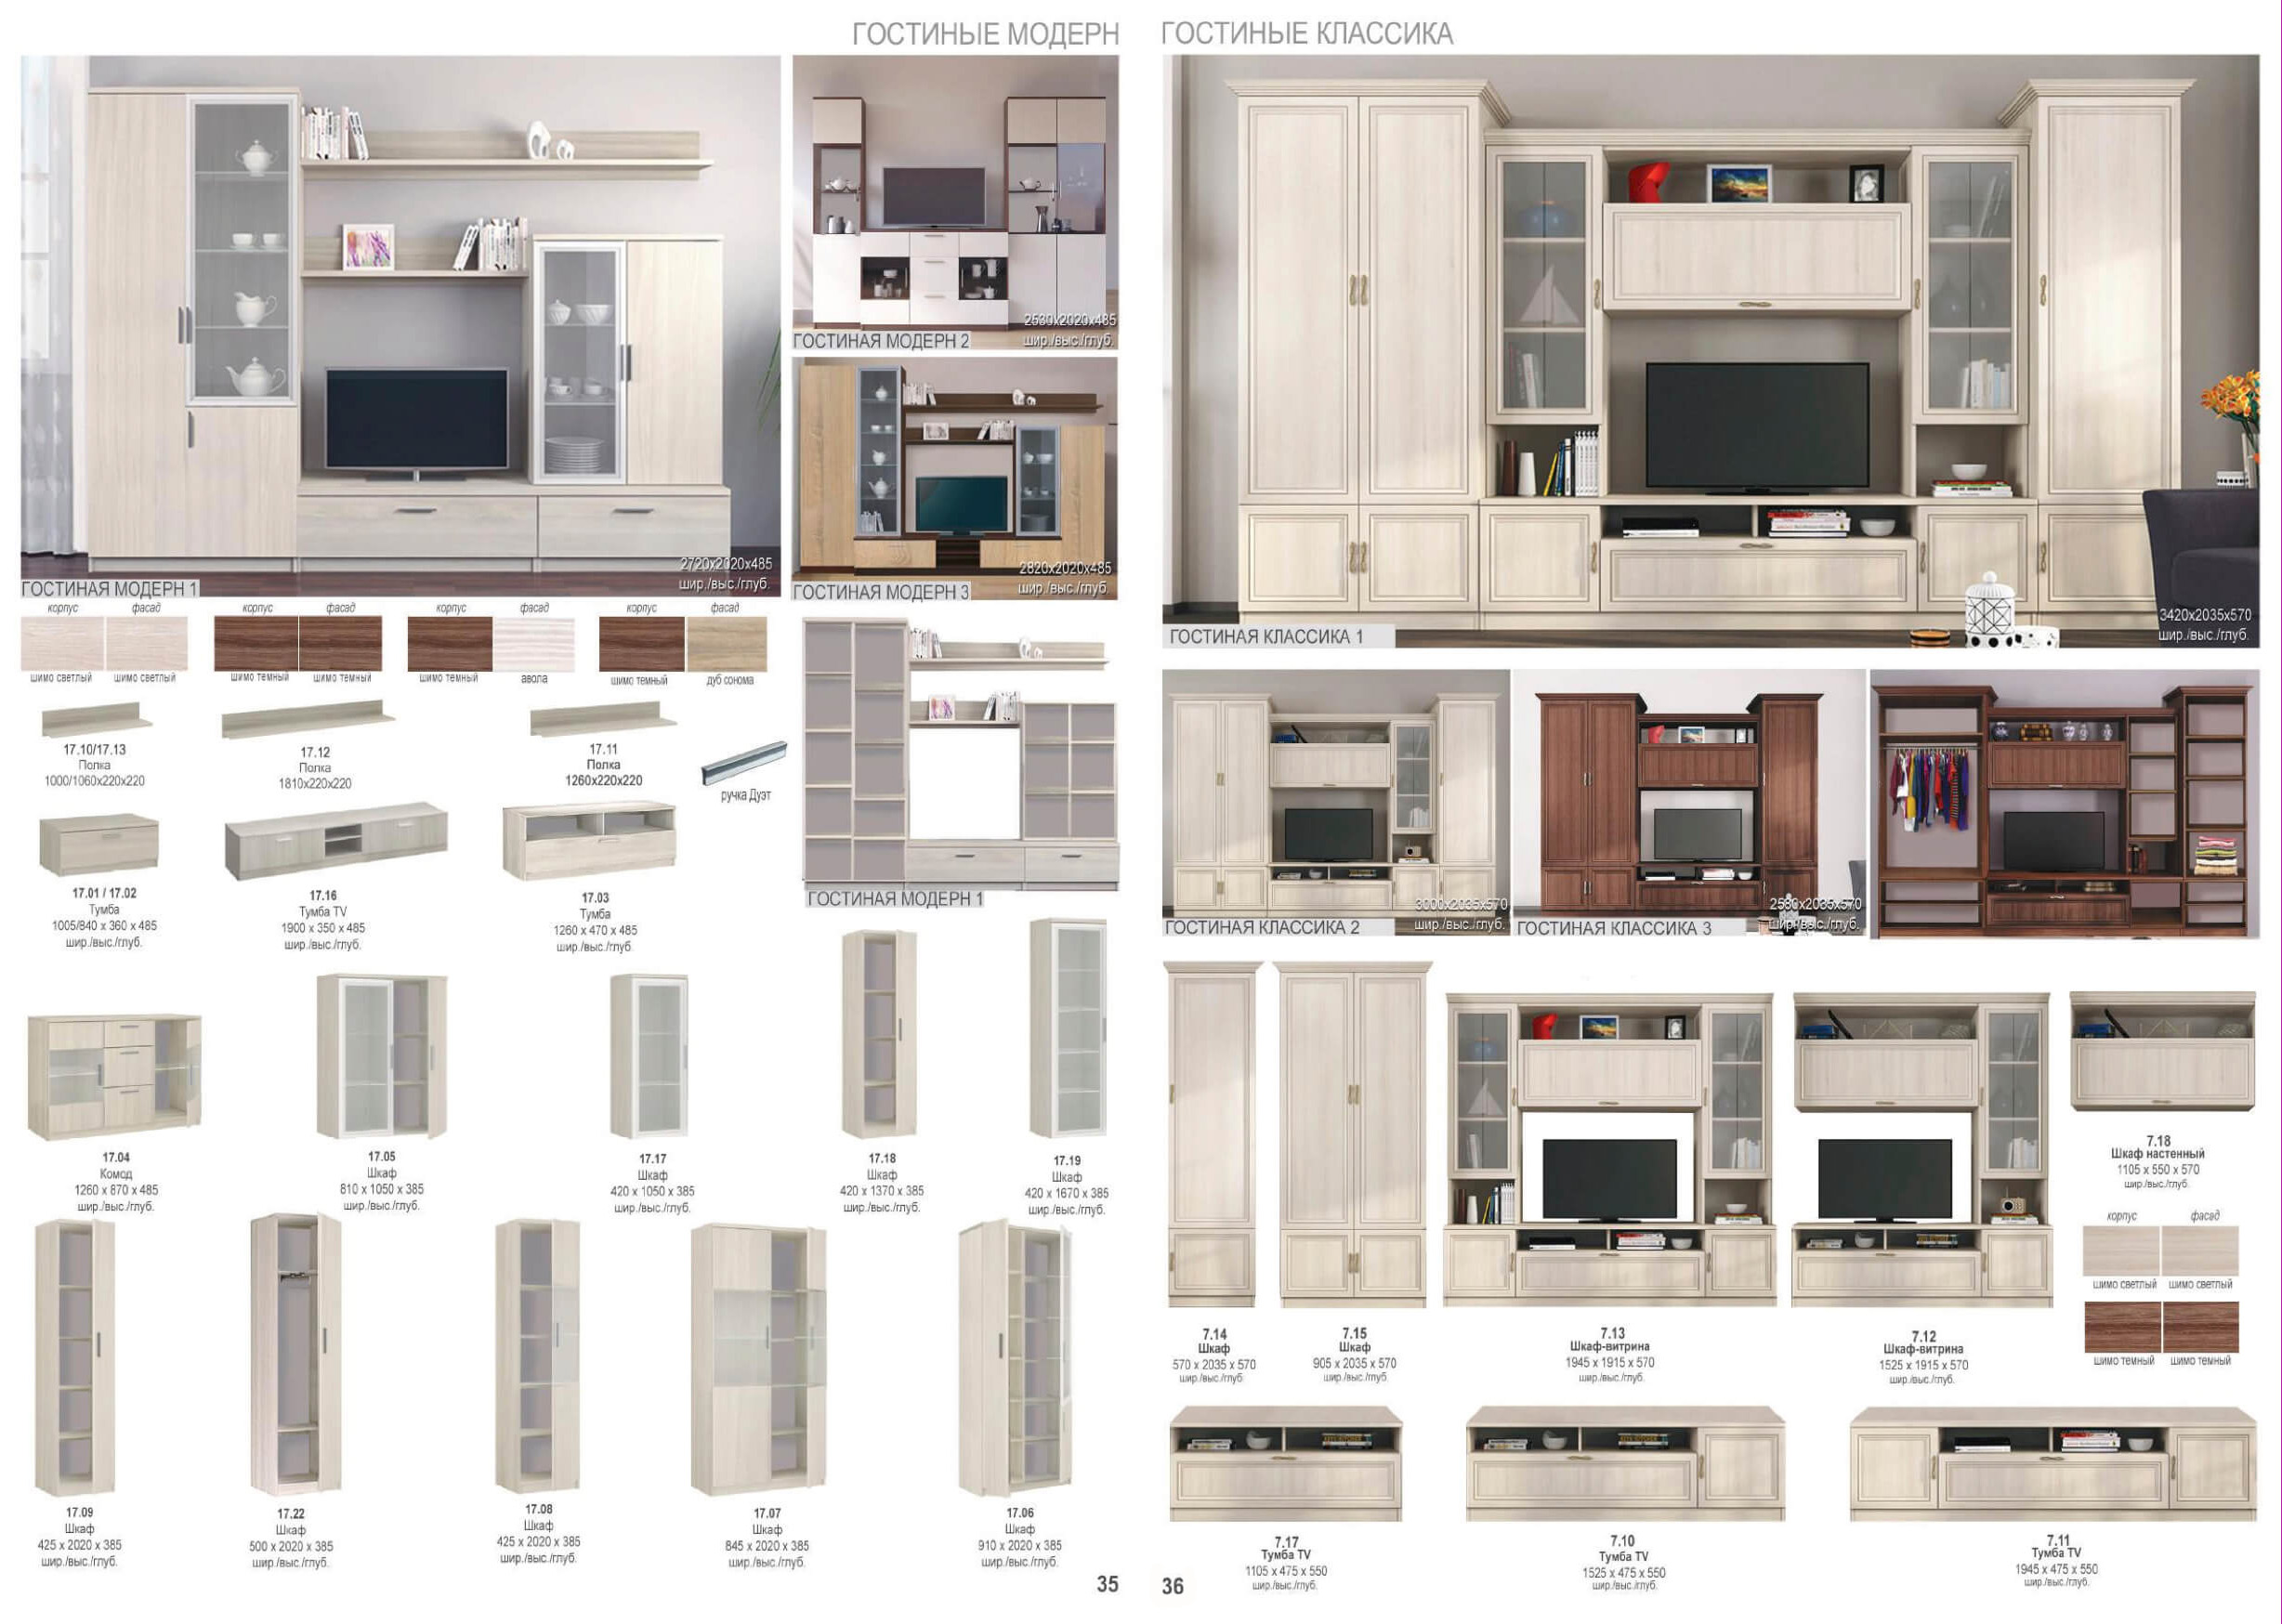 ГОСТИНЫЕ МОДЕРН
2720x2020x485
шир./выс./глуб.
ГОСТИНАЯ МОДЕРН 1
2530x2020x485
шир./выс./глуб.
ГОСТИНАЯ МОДЕРН 2
2820x2020x485
шир./выс./глуб.
ГОСТИНАЯ МОДЕРН 3
корпус фасад
шимо светлый шимо светлый
корпус фасад
шимо темный шимо темный
корпус фасад
шимо темный авола
корпус фасад
шимо темный дуб сонома
17.10/17.13
Полка
1000/1060x220x220
17.12
Полка
1810x220x220
17.11
Полка
1260x220x220
ручка Дуэт
17.01 / 17.02
Тумба
1005/840 x 360 x 485
шир./выс./глуб.
17.16
Тумба TV
1900 x 350 x 485
шир./выс./глуб.
17.03
Тумба
1260 x 470 x 485
шир./выс./глуб.
ГОСТИНАЯ МОДЕРН 1
17.04
Комод
1260 x 870 x 485
шир./выс./глуб.
17.05
Шкаф
810 x 1050 x 385
шир./выс./глуб.
17.17
Шкаф
420 x 1050 x 385
шир./выс./глуб.
17.18
Шкаф
420 x 1370 x 385
шир./выс./глуб.
17.19
Шкаф
420 x 1670 x 385
шир./выс./глуб.
17.09
Шкаф
425 x 2020 x 385
шир./выс./глуб.
17.22
Шкаф
500 x 2020 x 385
шир./выс./глуб.
17.08
Шкаф
425 x 2020 x 385
шир./выс./глуб.
17.07
Шкаф
845 x 2020 x 385
шир./выс./глуб.
17.06
Шкаф
910 x 2020 x 385
шир./выс./глуб.
35
ГОСТИНЫЕ КЛАССИКА
3420x2035x570
шир./выс./глуб.
ГОСТИНАЯ КЛАССИКА 1
3000x2035x570
шир./выс./глуб.
ГОСТИНАЯ КЛАССИКА 2
2580x2035x570
шир./выс./глуб.
ГОСТИНАЯ КЛАССИКА 3
7.14
Шкаф
570 x 2035 x 570
шир./выс./глуб.
7.15
Шкаф
905 x 2035 x 570
шир./выс./глуб.
7.13
Шкаф-витрина
1945 x 1915 x 570
шир./выс./глуб.
7.12
Шкаф-витрина
1525 x 1915 x 570
шир./выс./глуб.
7.18
Шкаф настенный
1105 x 550 x 570
шир./выс./глуб.
корпус фасад
шимо светлый шимо светлый
шимо темный шимо темный
7.17
Тумба TV
1105 x 475 x 550
шир./выс./глуб.
7.10
Тумба TV
1525 x 475 x 550
шир./выс./глуб.
7.11
Тумба TV
1945 x 475 x 550
шир./выс./глуб.
36